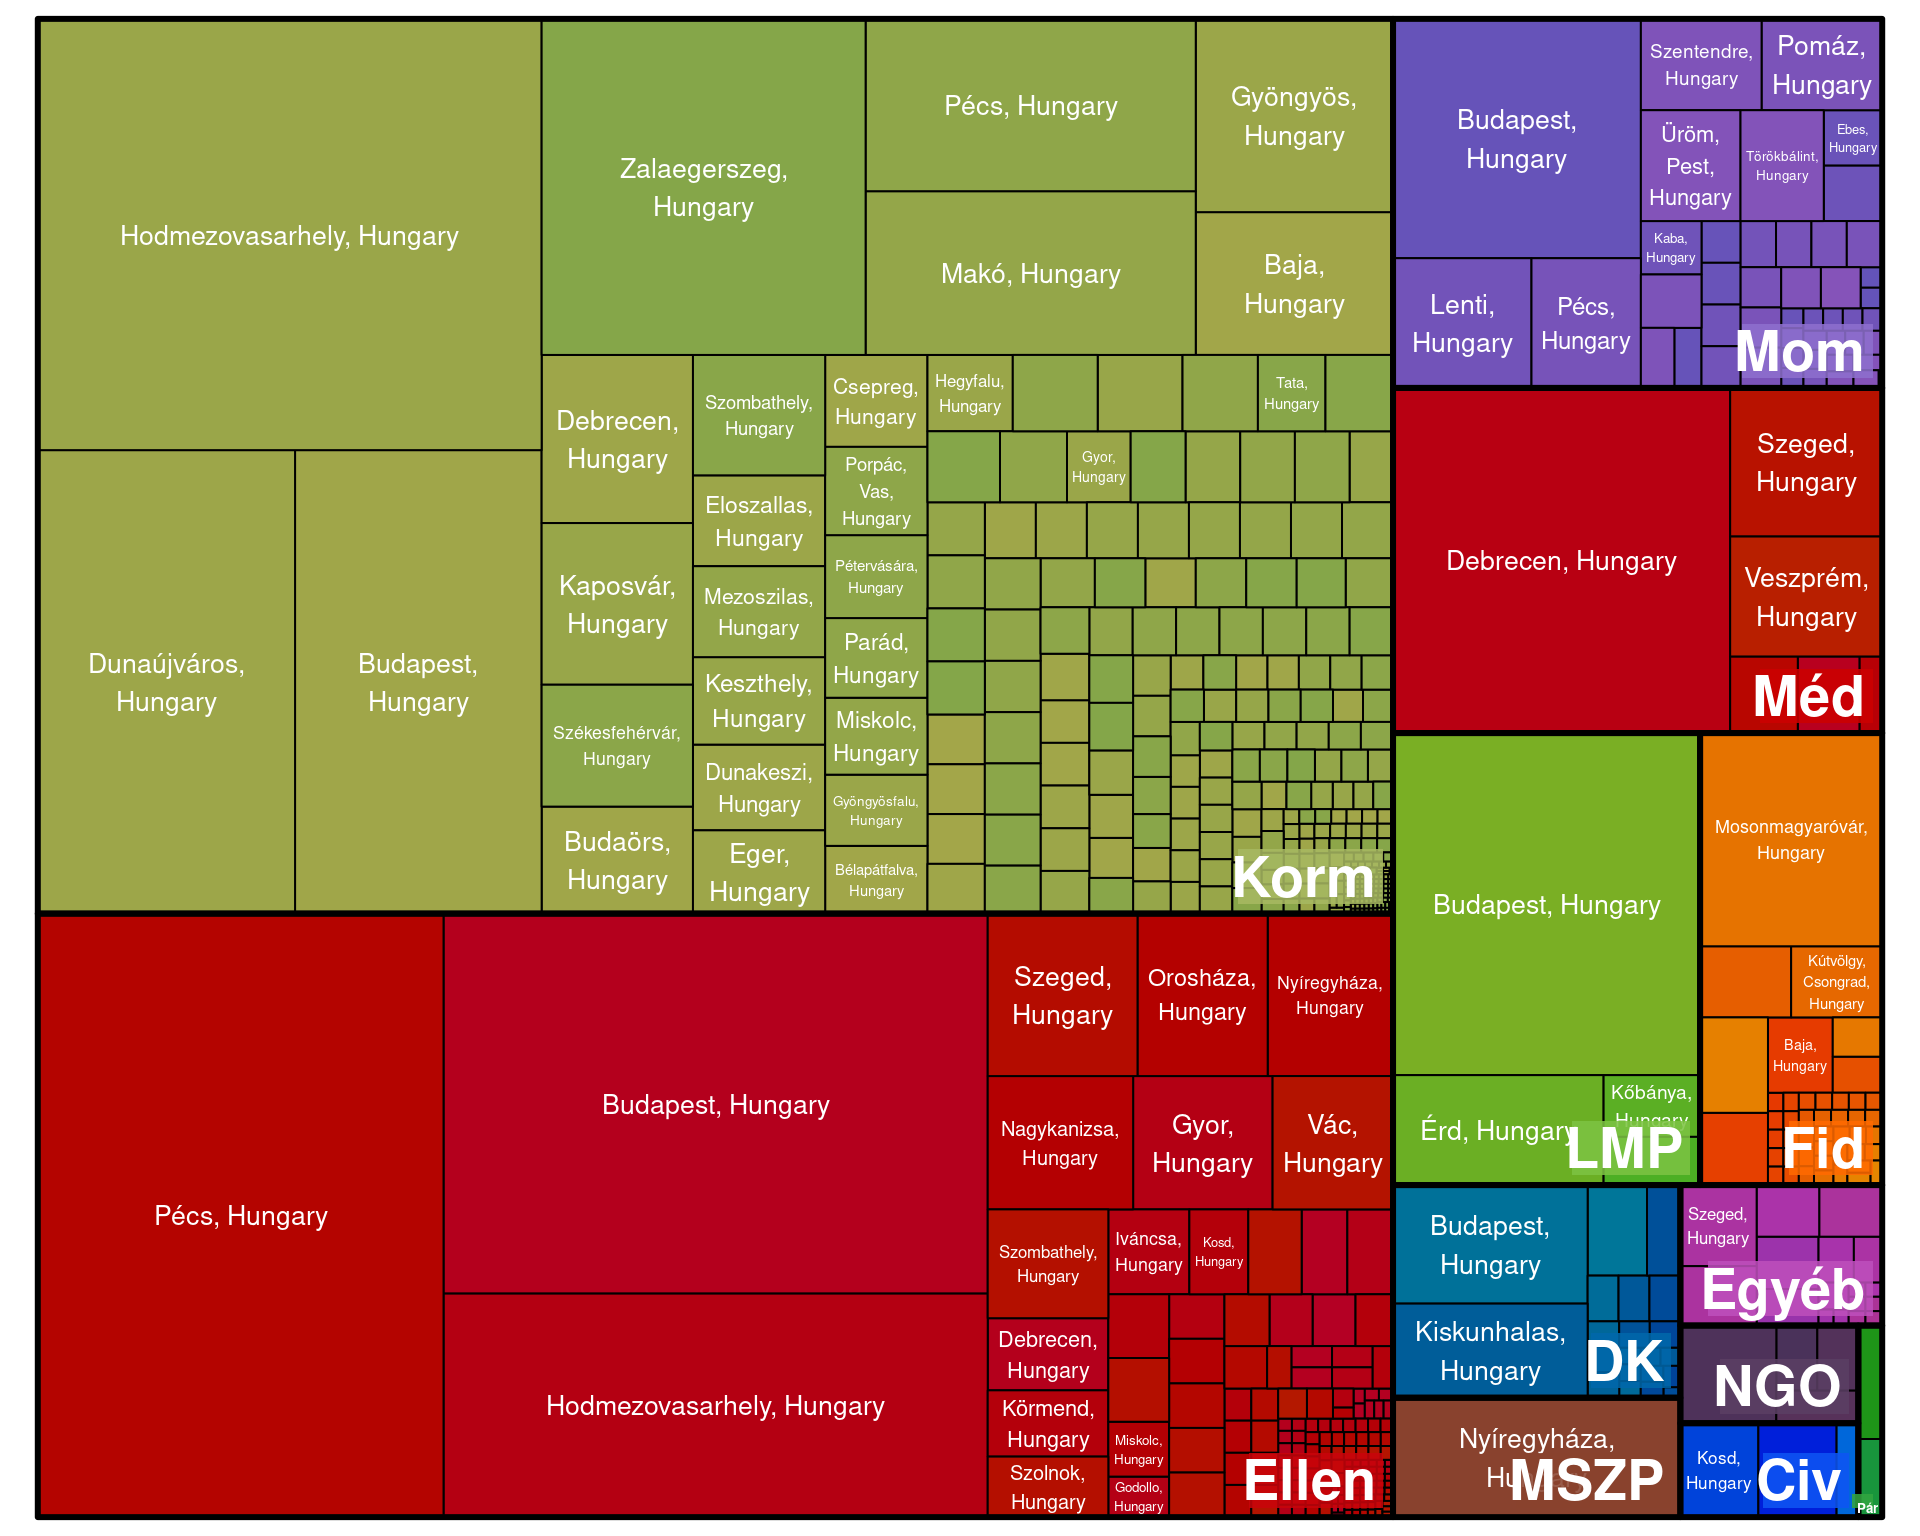 Hodmezovasarhely, Hungary
Dunaújváros,
Hungary
Budapest,
Hungary
Zalaegerszeg,
Hungary
Pécs, Hungary
Makó, Hungary
Gyöngyös,
Hungary
Baja,
Hungary
Debrecen,
Hungary
Kaposvár,
Hungary
Székesfehérvár,
Hungary
Budaörs,
Hungary
Szombathely,
Hungary
Eloszallas,
Hungary
Mezoszilas,
Hungary
Keszthely,
Hungary
Dunakeszi,
Hungary
Eger,
Hungary
Csepreg,
Hungary
Porpác,
Vas,
Hungary
Pétervására,
Hungary
Parád,
Hungary
Miskolc,
Hungary
Gyöngyösfalu,
Hungary
Bélapátfalva,
Hungary
Hegyfalu,
Hungary
Tata,
Hungary
Gyor,
Hungary
Korm
Budapest,
Hungary
Lenti,
Hungary
Pécs,
Hungary
Szentendre,
Hungary
Pomáz,
Hungary
Üröm,
Pest,
Hungary
Törökbálint,
Hungary
Ebes,
Hungary
Kaba,
Hungary
Mom
Debrecen, Hungary
Szeged,
Hungary
Veszprém,
Hungary
Méd
Budapest, Hungary
Érd, Hungary
Kőbánya,
Hungary
LMP
Mosonmagyaróvár,
Hungary
Kútvölgy,
Csongrad,
Hungary
Baja,
Hungary
Fid
Pécs, Hungary
Budapest, Hungary
Hodmezovasarhely, Hungary
Szeged,
Hungary
Orosháza,
Hungary
Nyíregyháza,
Hungary
Nagykanizsa,
Hungary
Gyor,
Hungary
Vác,
Hungary
Szombathely,
Hungary
Iváncsa,
Hungary
Kosd,
Hungary
Debrecen,
Hungary
Körmend,
Hungary
Szolnok,
Hungary
Miskolc,
Hungary
Godollo,
Hungary
Ellen
Budapest,
Hungary
Kiskunhalas,
Hungary
DK
Szeged,
Hungary
Egyéb
NGO
Nyíregyháza,
MSZP
Kosd,
Hungary
Civ
Pár